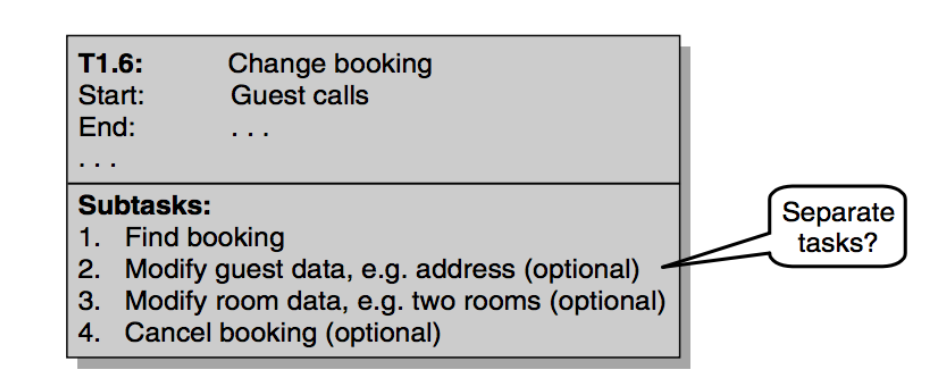 T1.6: Change booking
Start: Guest calls
End: . . .
. . .
Subtasks:
1. Find booking
2. Modify guest data, e.g. address (optional)
3. Modify room data, e.g. two rooms (optional)
4. Cancel booking (optional)
Separate
tasks?